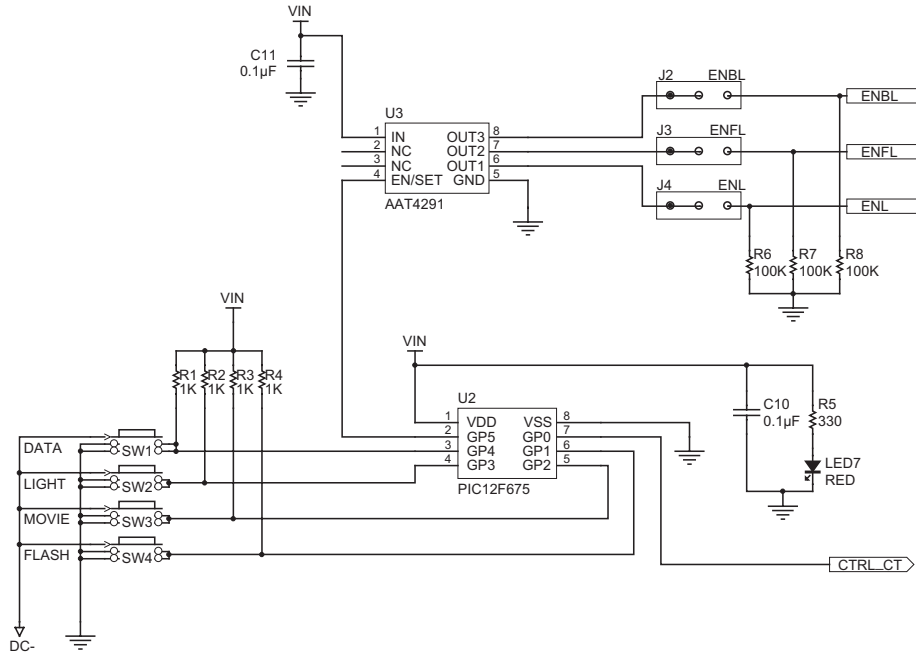 VIN
C11
0.1µF
U3
1 IN OUT3 8
2 NC OUT2 7
3 NC OUT1 6
4 EN/SET GND 5
AAT4291
J2 ENBL
J3 ENFL
J4 ENL
ENBL
ENFL
ENL
R6
100K
R7
100K
R8
100K
VIN
R1
1K
R2
1K
R3
1K
R4
1K
DATA SW1
LIGHT SW2
MOVIE SW3
FLASH SW4
DC-
VIN
U2
1 VDD VSS 8
2 GP5 GP0 7
3 GP4 GP1 6
4 GP3 GP2 5
PIC12F675
C10
0.1µF
R5
330
LED7
RED
CTRL_CT